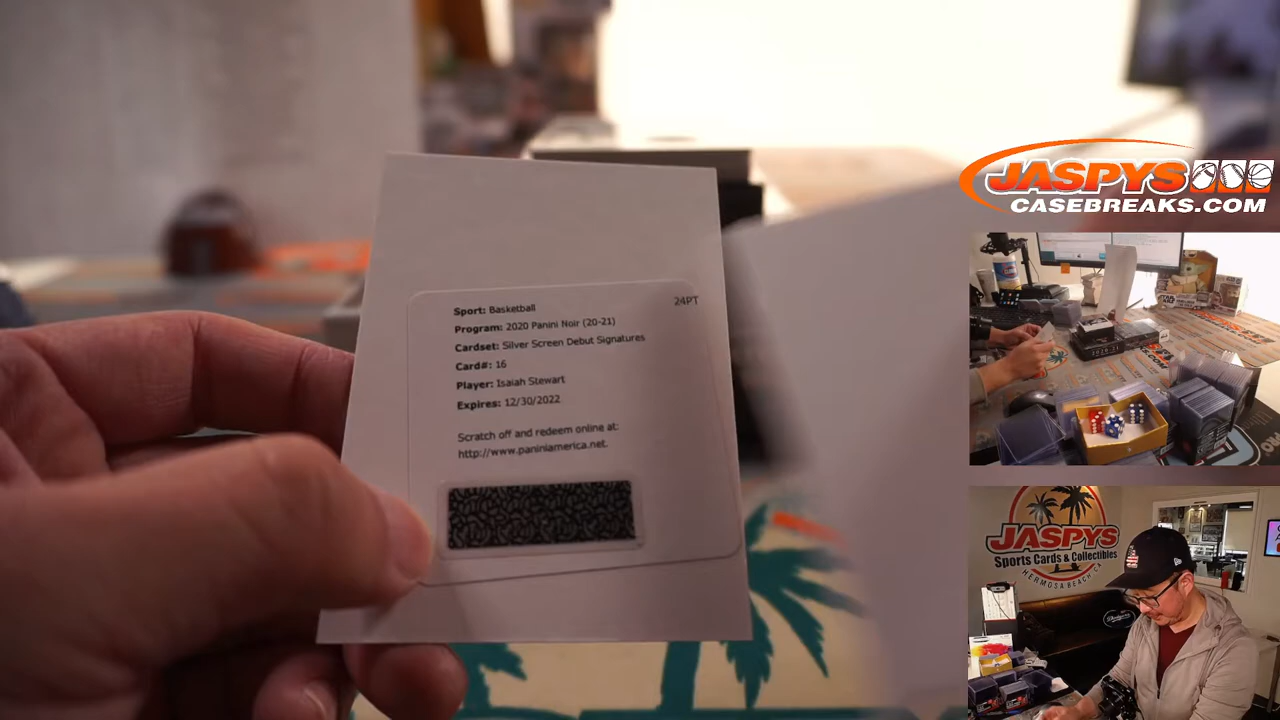 Sport: Basketball
24PT
Program: 2020 Panini Noir (20-21)
Cardset: Silver Screen Debut Signatures
Card#: 16
Player: Isaiah Stewart
Expires: 12/30/2022
Scratch off and redeem online at:
http://www.paniniamerica.net.
JASPYS
CASEBREAKS.COM
JASPYS
Sports Cards & Collectibles
HERMOSA BEACH, CA
Dodgers